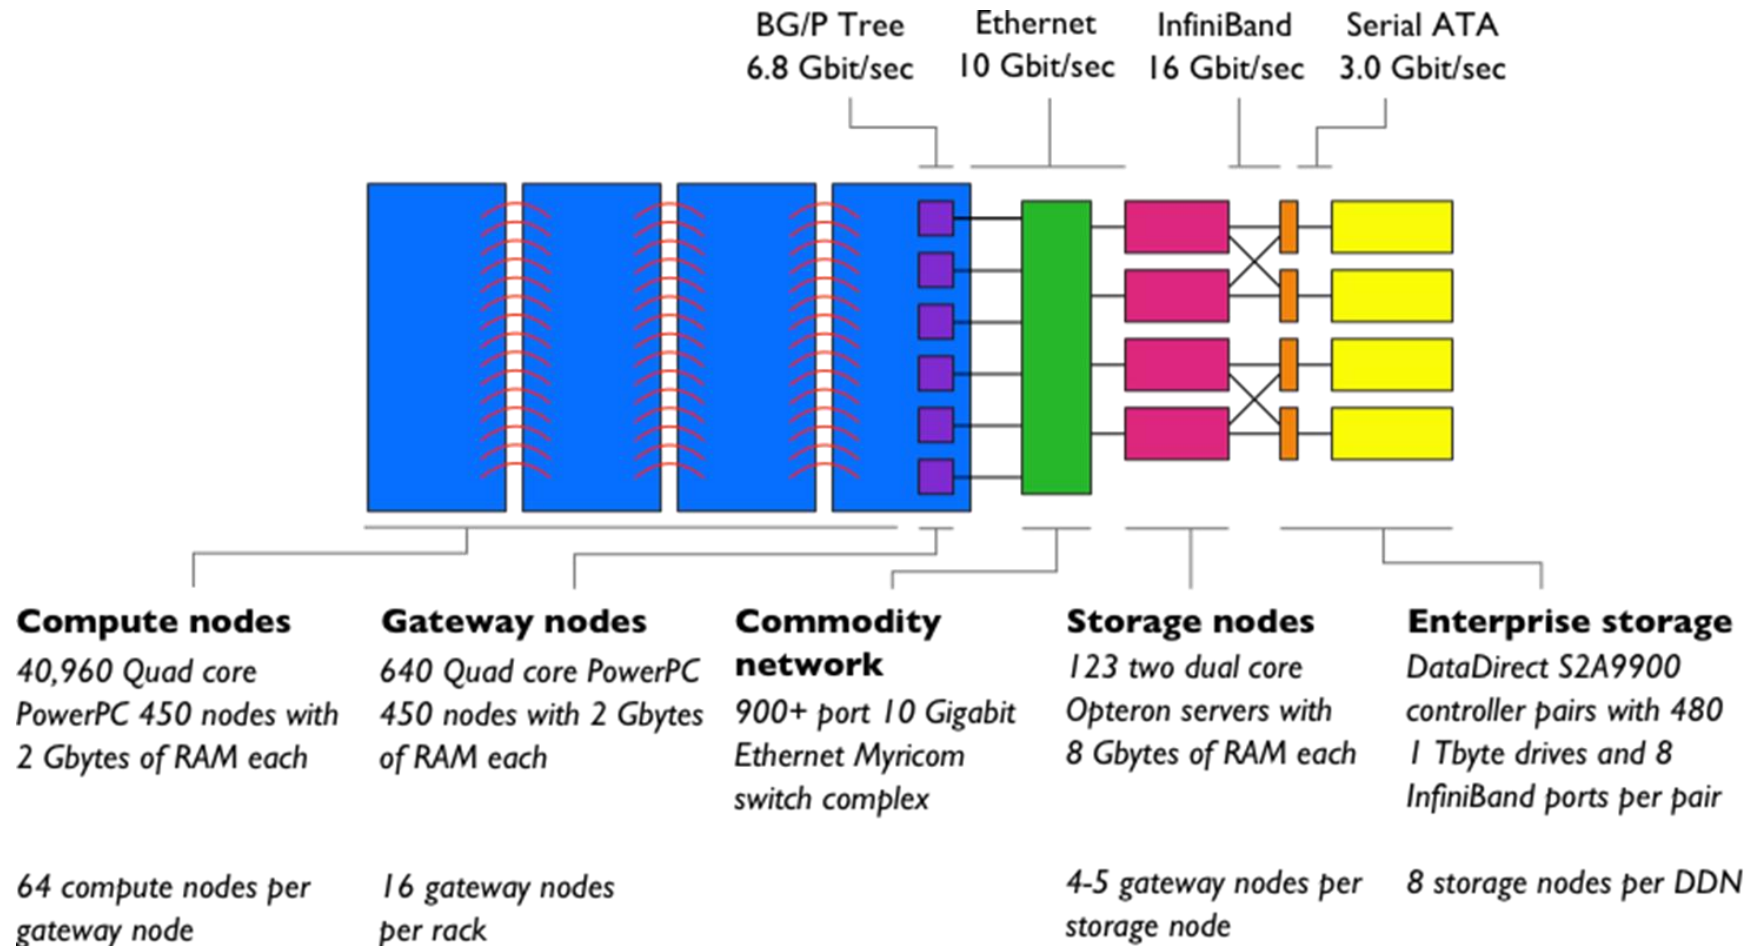 BG/P Tree
6.8 Gbit/sec
Ethernet
10 Gbit/sec
InfiniBand
16 Gbit/sec
Serial ATA
3.0 Gbit/sec
Compute nodes
40,960 Quad core
PowerPC 450 nodes with
2 Gbytes of RAM each
64 compute nodes per
gateway node
Gateway nodes
640 Quad core PowerPC
450 nodes with 2 Gbytes
of RAM each
16 gateway nodes
per rack
Commodity
network
900+ port 10 Gigabit
Ethernet Myricom
switch complex
Storage nodes
123 two dual core
Opteron servers with
8 Gbytes of RAM each
4-5 gateway nodes per
storage node
Enterprise storage
DataDirect S2A9900
controller pairs with 480
1 Tbyte drives and 8
InfiniBand ports per pair
8 storage nodes per DDN